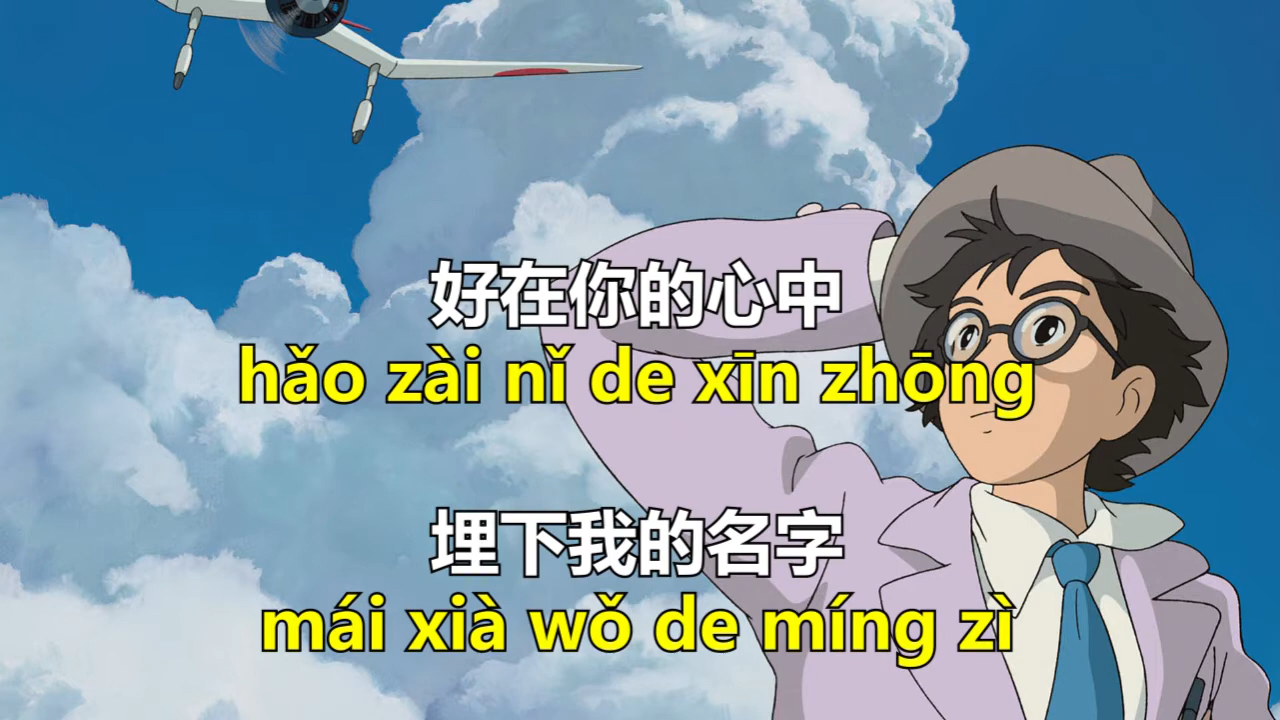 好在你的心中
hǎo zài nǐ de xīn zhōng
埋下我的名字
mái xià wǒ de míng zì